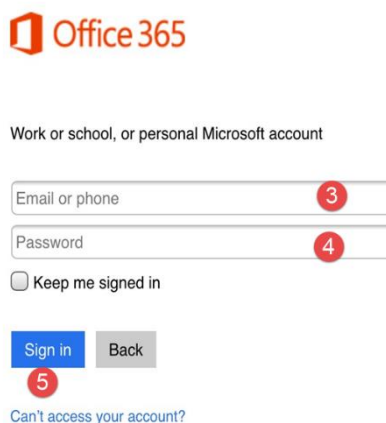 Office 365
Work or school, or personal Microsoft account
Email or phone 3
Password 4
Keep me signed in
Sign in Back
5
Can't access your account?